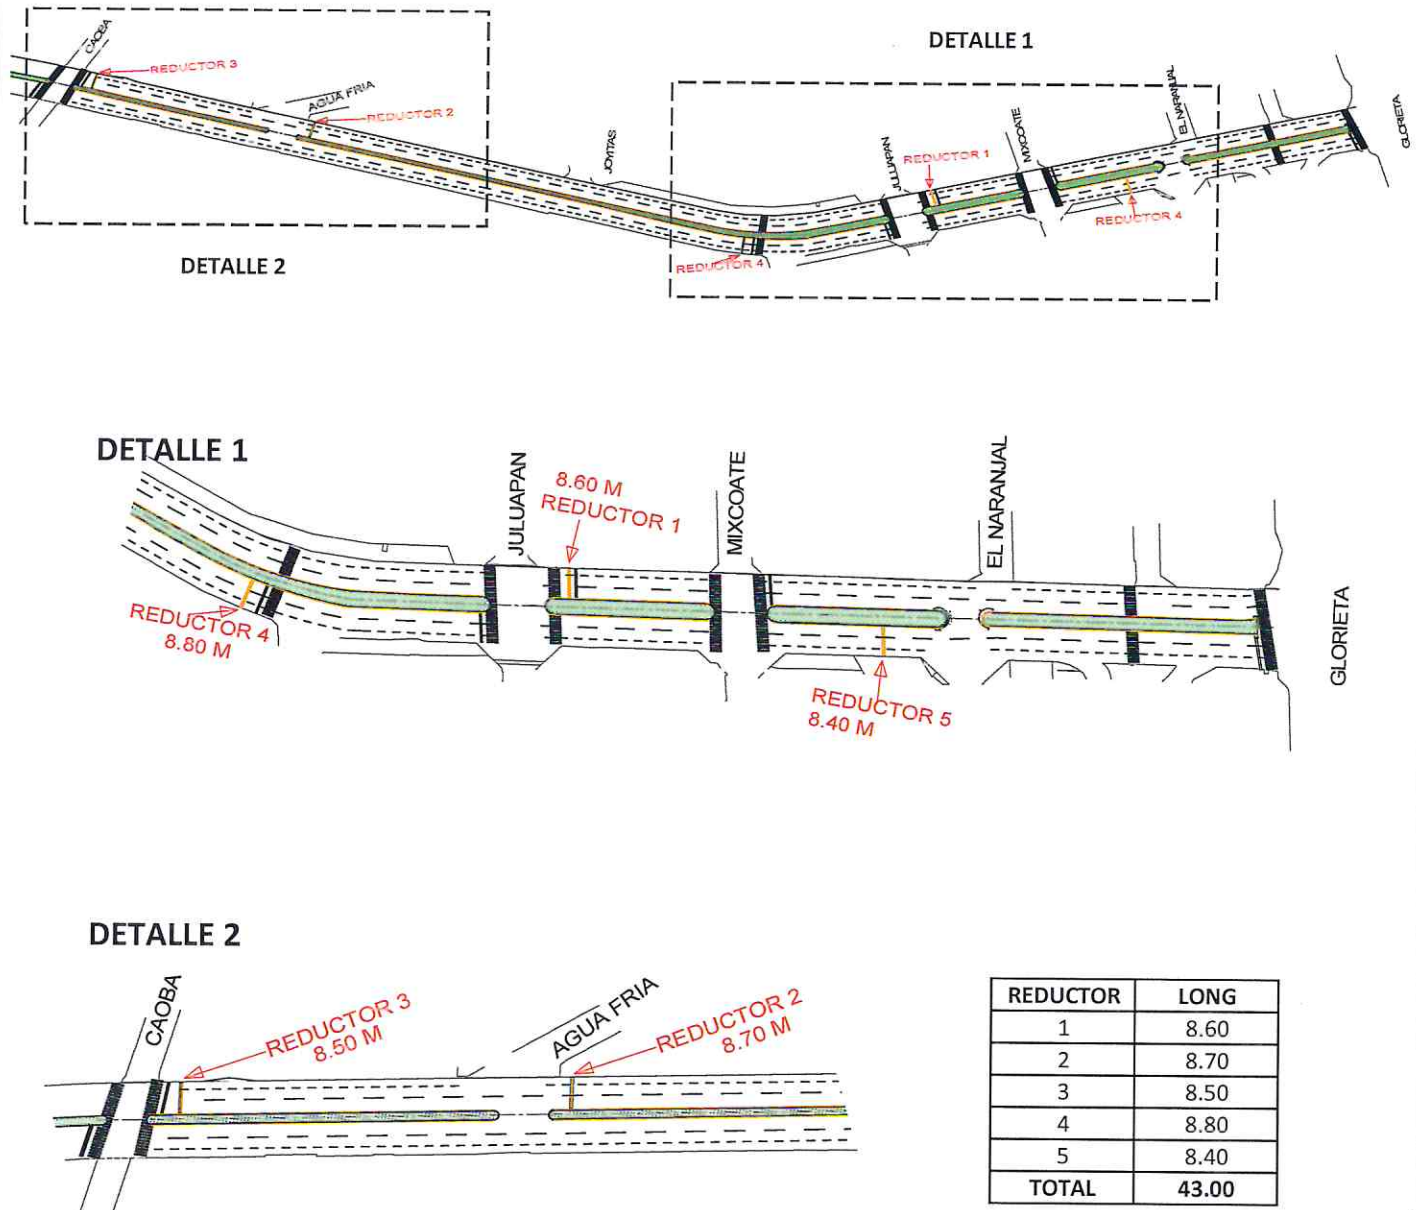 DETALLE 1
CAOBA
REDUCTOR 3
AGUA FRIA
REDUCTOR 2
JOYITAS
JULUAPAN
REDUCTOR 1
MIXCOATE
EL NARANJAL
GLORIETA
REDUCTOR 4
REDUCTOR 4
DETALLE 2
DETALLE 1
JULUAPAN
8.60 M
REDUCTOR 1
MIXCOATE
EL NARANJAL
REDUCTOR 4
8.80 M
REDUCTOR 5
8.40 M
GLORIETA
DETALLE 2
CAOBA
REDUCTOR 3
8.50 M
AGUA FRIA
REDUCTOR 2
8.70 M
REDUCTOR LONG
1 8.60
2 8.70
3 8.50
4 8.80
5 8.40
TOTAL 43.00